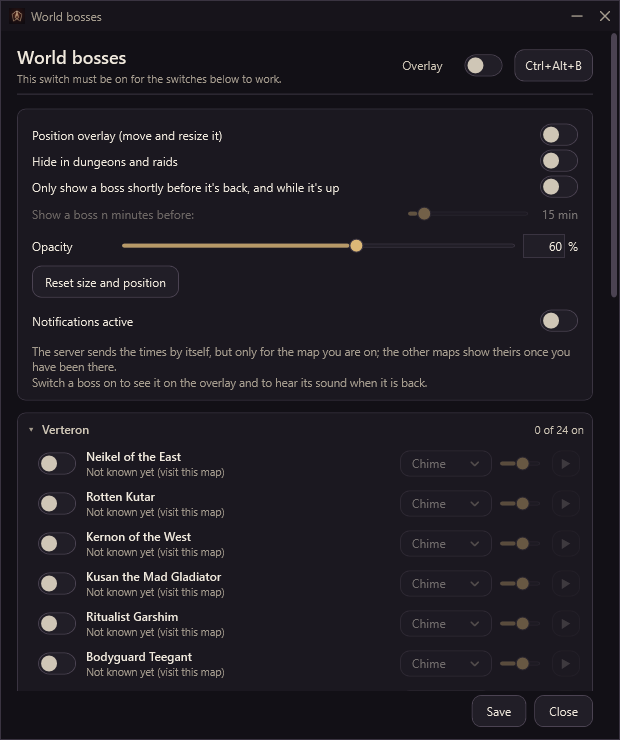 World bosses
World bosses
This switch must be on for the switches below to work.
Overlay
Ctrl+Alt+B
Position overlay (move and resize it)
Hide in dungeons and raids
Only show a boss shortly before it's back, and while it's up
Show a boss n minutes before:
15 min
Opacity
60 %
Reset size and position
Notifications active
The server sends the times by itself, but only for the map you are on; the other maps show theirs once you
have been there.
Switch a boss on to see it on the overlay and to hear its sound when it is back.
Verteron
0 of 24 on
Neikel of the East
Not known yet (visit this map)
Chime
Rotten Kutar
Not known yet (visit this map)
Chime
Kernon of the West
Not known yet (visit this map)
Chime
Kusan the Mad Gladiator
Not known yet (visit this map)
Chime
Ritualist Garshim
Not known yet (visit this map)
Chime
Bodyguard Teegant
Not known yet (visit this map)
Chime
Save
Close